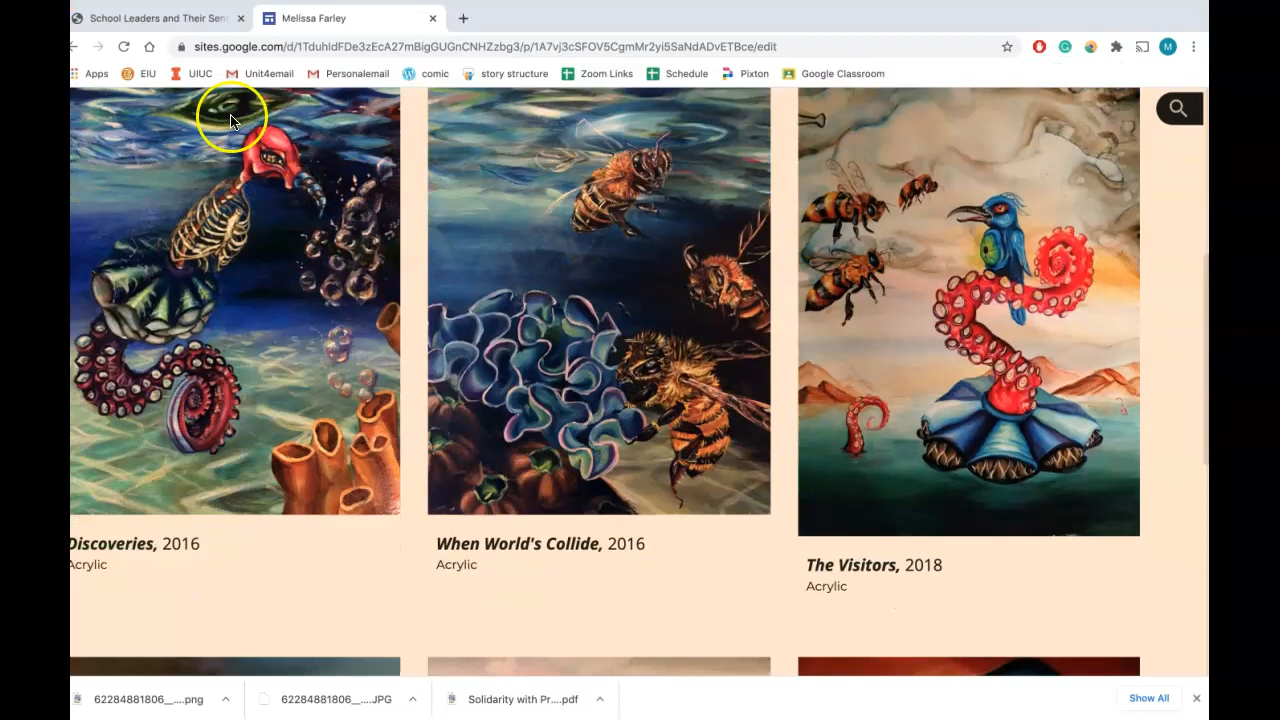 School Leaders and Their Sen
Melissa Farley
sites.google.com/d/1TduhldFDe3zEcA27mBigGUGnCNHZzbg3/p/1A7vj3cSFOV5CgmMr2yi5SaNdADvETBce/edit
M
Apps EIU UIUC Unit4email Personalemail comic story structure Zoom Links Schedule Pixton Google Classroom
Discoveries, 2016
Acrylic
When World's Collide, 2016
Acrylic
The Visitors, 2018
Acrylic
62284881806__....png
62284881806__....JPG
Solidarity with Pr....pdf
Show All